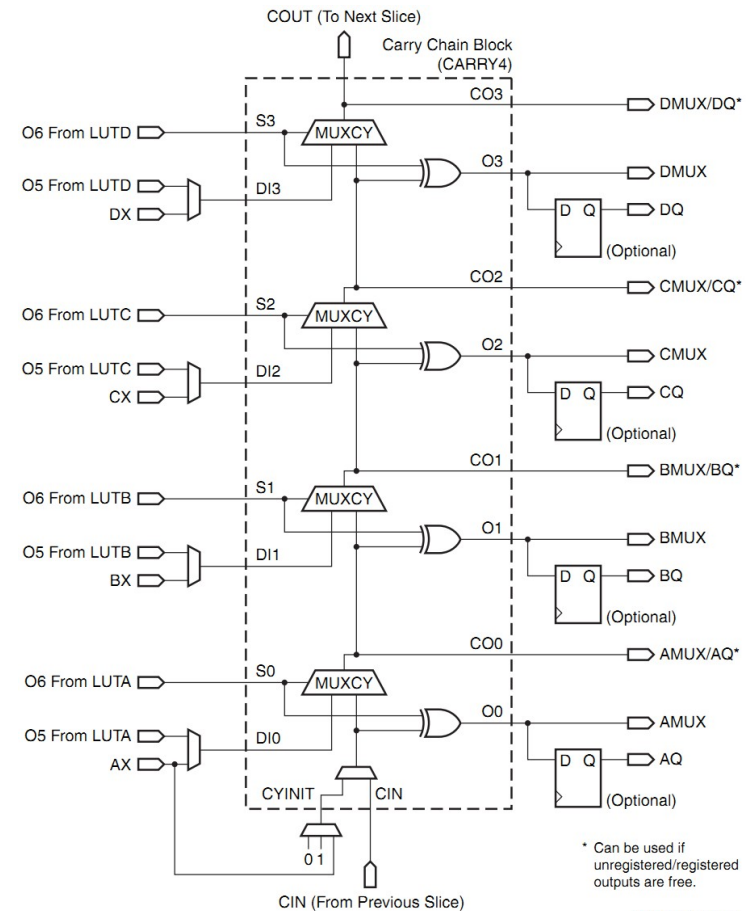 COUT (To Next Slice)
Carry Chain Block
(CARRY4)
CO3
DMUX/DQ*
S3
O6 From LUTD
MUXCY
O3
DMUX
O5 From LUTD
DI3
DX
D Q
DQ
(Optional)
CO2
CMUX/CQ*
S2
O6 From LUTC
MUXCY
O2
CMUX
O5 From LUTC
DI2
CX
D Q
CQ
(Optional)
CO1
BMUX/BQ*
S1
O6 From LUTB
MUXCY
O1
BMUX
O5 From LUTB
DI1
BX
D Q
BQ
(Optional)
CO0
AMUX/AQ*
S0
O6 From LUTA
MUXCY
O0
AMUX
O5 From LUTA
DI0
AX
D Q
AQ
CYINIT
CIN
(Optional)
0 1
* Can be used if
unregistered/registered
outputs are free.
CIN (From Previous Slice)